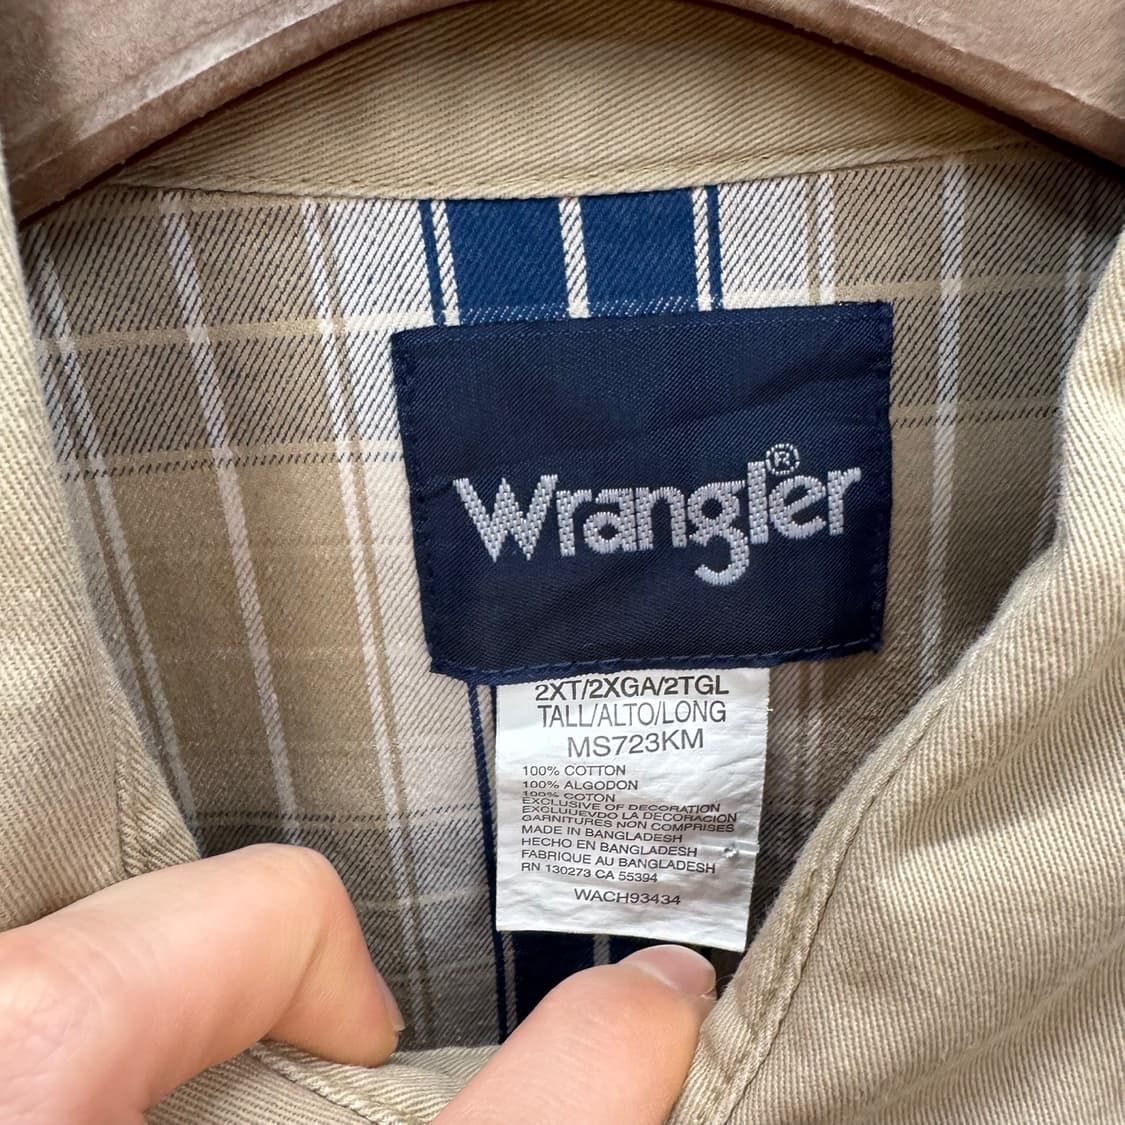 Wrangler®
2XT/2XGA/2TGL
TALL/ALTO/LONG
MS723KM
100% COTTON
100% ALGODON
100% COTON
EXCLUSIVE OF DECORATION
EXCLUUEVDO LA DECORACION
GARNITURES NON COMPRISES
MADE IN BANGLADESH
HECHO EN BANGLADESH
FABRIQUE AU BANGLADESH
RN 130273 CA 55394
WACH93434